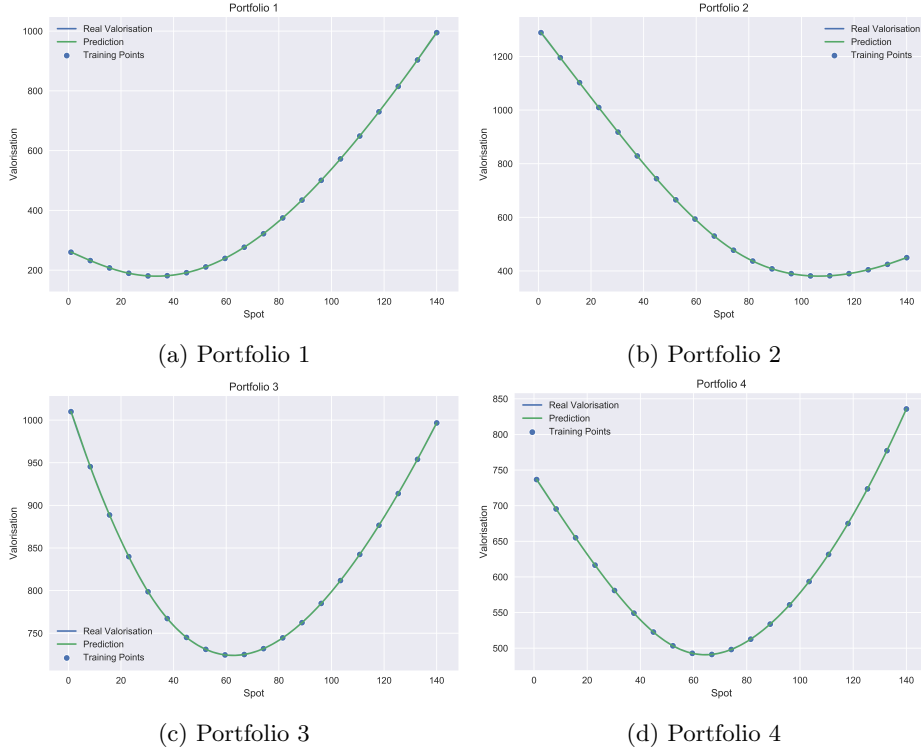 Portfolio 1
Real Valorisation
Prediction
Training Points
1000
800
600
400
200
0 20 40 60 80 100 120 140
Valorisation
Spot
(a) Portfolio 1
Portfolio 2
Real Valorisation
Prediction
Training Points
1200
1000
800
600
400
0 20 40 60 80 100 120 140
Valorisation
Spot
(b) Portfolio 2
Portfolio 3
1000
950
900
850
800
750
Real Valorisation
Prediction
Training Points
0 20 40 60 80 100 120 140
Valorisation
Spot
(c) Portfolio 3
Portfolio 4
Real Valorisation
Prediction
Training Points
850
800
750
700
650
600
550
500
0 20 40 60 80 100 120 140
Valorisation
Spot
(d) Portfolio 4